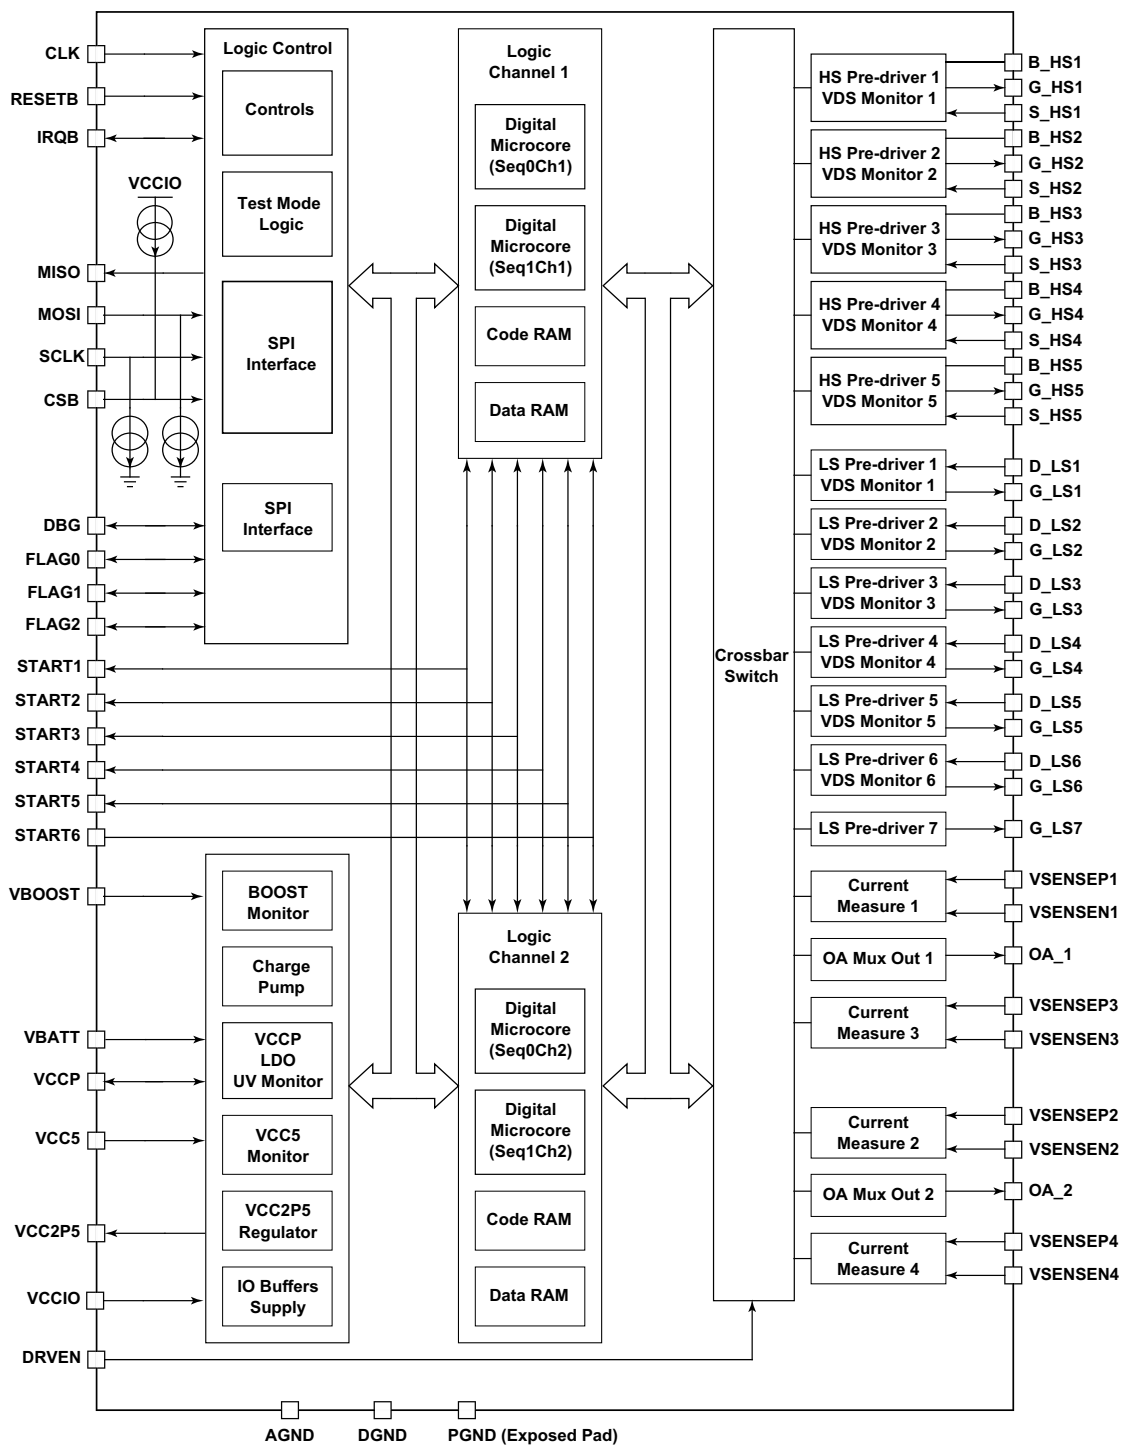 CLK
RESETB
IRQB
VCCIO
MISO
MOSI
SCLK
CSB
DBG
FLAG0
FLAG1
FLAG2
START1
START2
START3
START4
START5
START6
VBOOST
VBATT
VCCP
VCC5
VCC2P5
VCCIO
DRVEN
Logic Control
Controls
Test Mode
Logic
SPI
Interface
SPI
Interface
BOOST
Monitor
Charge
Pump
VCCP
LDO
UV Monitor
VCC5
Monitor
VCC2P5
Regulator
IO Buffers
Supply
Logic
Channel 1
Digital
Microcore
(Seq0Ch1)
Digital
Microcore
(Seq1Ch1)
Code RAM
Data RAM
Logic
Channel 2
Digital
Microcore
(Seq0Ch2)
Digital
Microcore
(Seq1Ch2)
Code RAM
Data RAM
Crossbar
Switch
HS Pre-driver 1
VDS Monitor 1
HS Pre-driver 2
VDS Monitor 2
HS Pre-driver 3
VDS Monitor 3
HS Pre-driver 4
VDS Monitor 4
HS Pre-driver 5
VDS Monitor 5
LS Pre-driver 1
VDS Monitor 1
LS Pre-driver 2
VDS Monitor 2
LS Pre-driver 3
VDS Monitor 3
LS Pre-driver 4
VDS Monitor 4
LS Pre-driver 5
VDS Monitor 5
LS Pre-driver 6
VDS Monitor 6
LS Pre-driver 7
Current
Measure 1
OA Mux Out 1
Current
Measure 3
Current
Measure 2
OA Mux Out 2
Current
Measure 4
B_HS1
G_HS1
S_HS1
B_HS2
G_HS2
S_HS2
B_HS3
G_HS3
S_HS3
B_HS4
G_HS4
S_HS4
B_HS5
G_HS5
S_HS5
D_LS1
G_LS1
D_LS2
G_LS2
D_LS3
G_LS3
D_LS4
G_LS4
D_LS5
G_LS5
D_LS6
G_LS6
G_LS7
VSENSEP1
VSENSEN1
OA_1
VSENSEP3
VSENSEN3
VSENSEP2
VSENSEN2
OA_2
VSENSEP4
VSENSEN4
AGND
DGND
PGND (Exposed Pad)